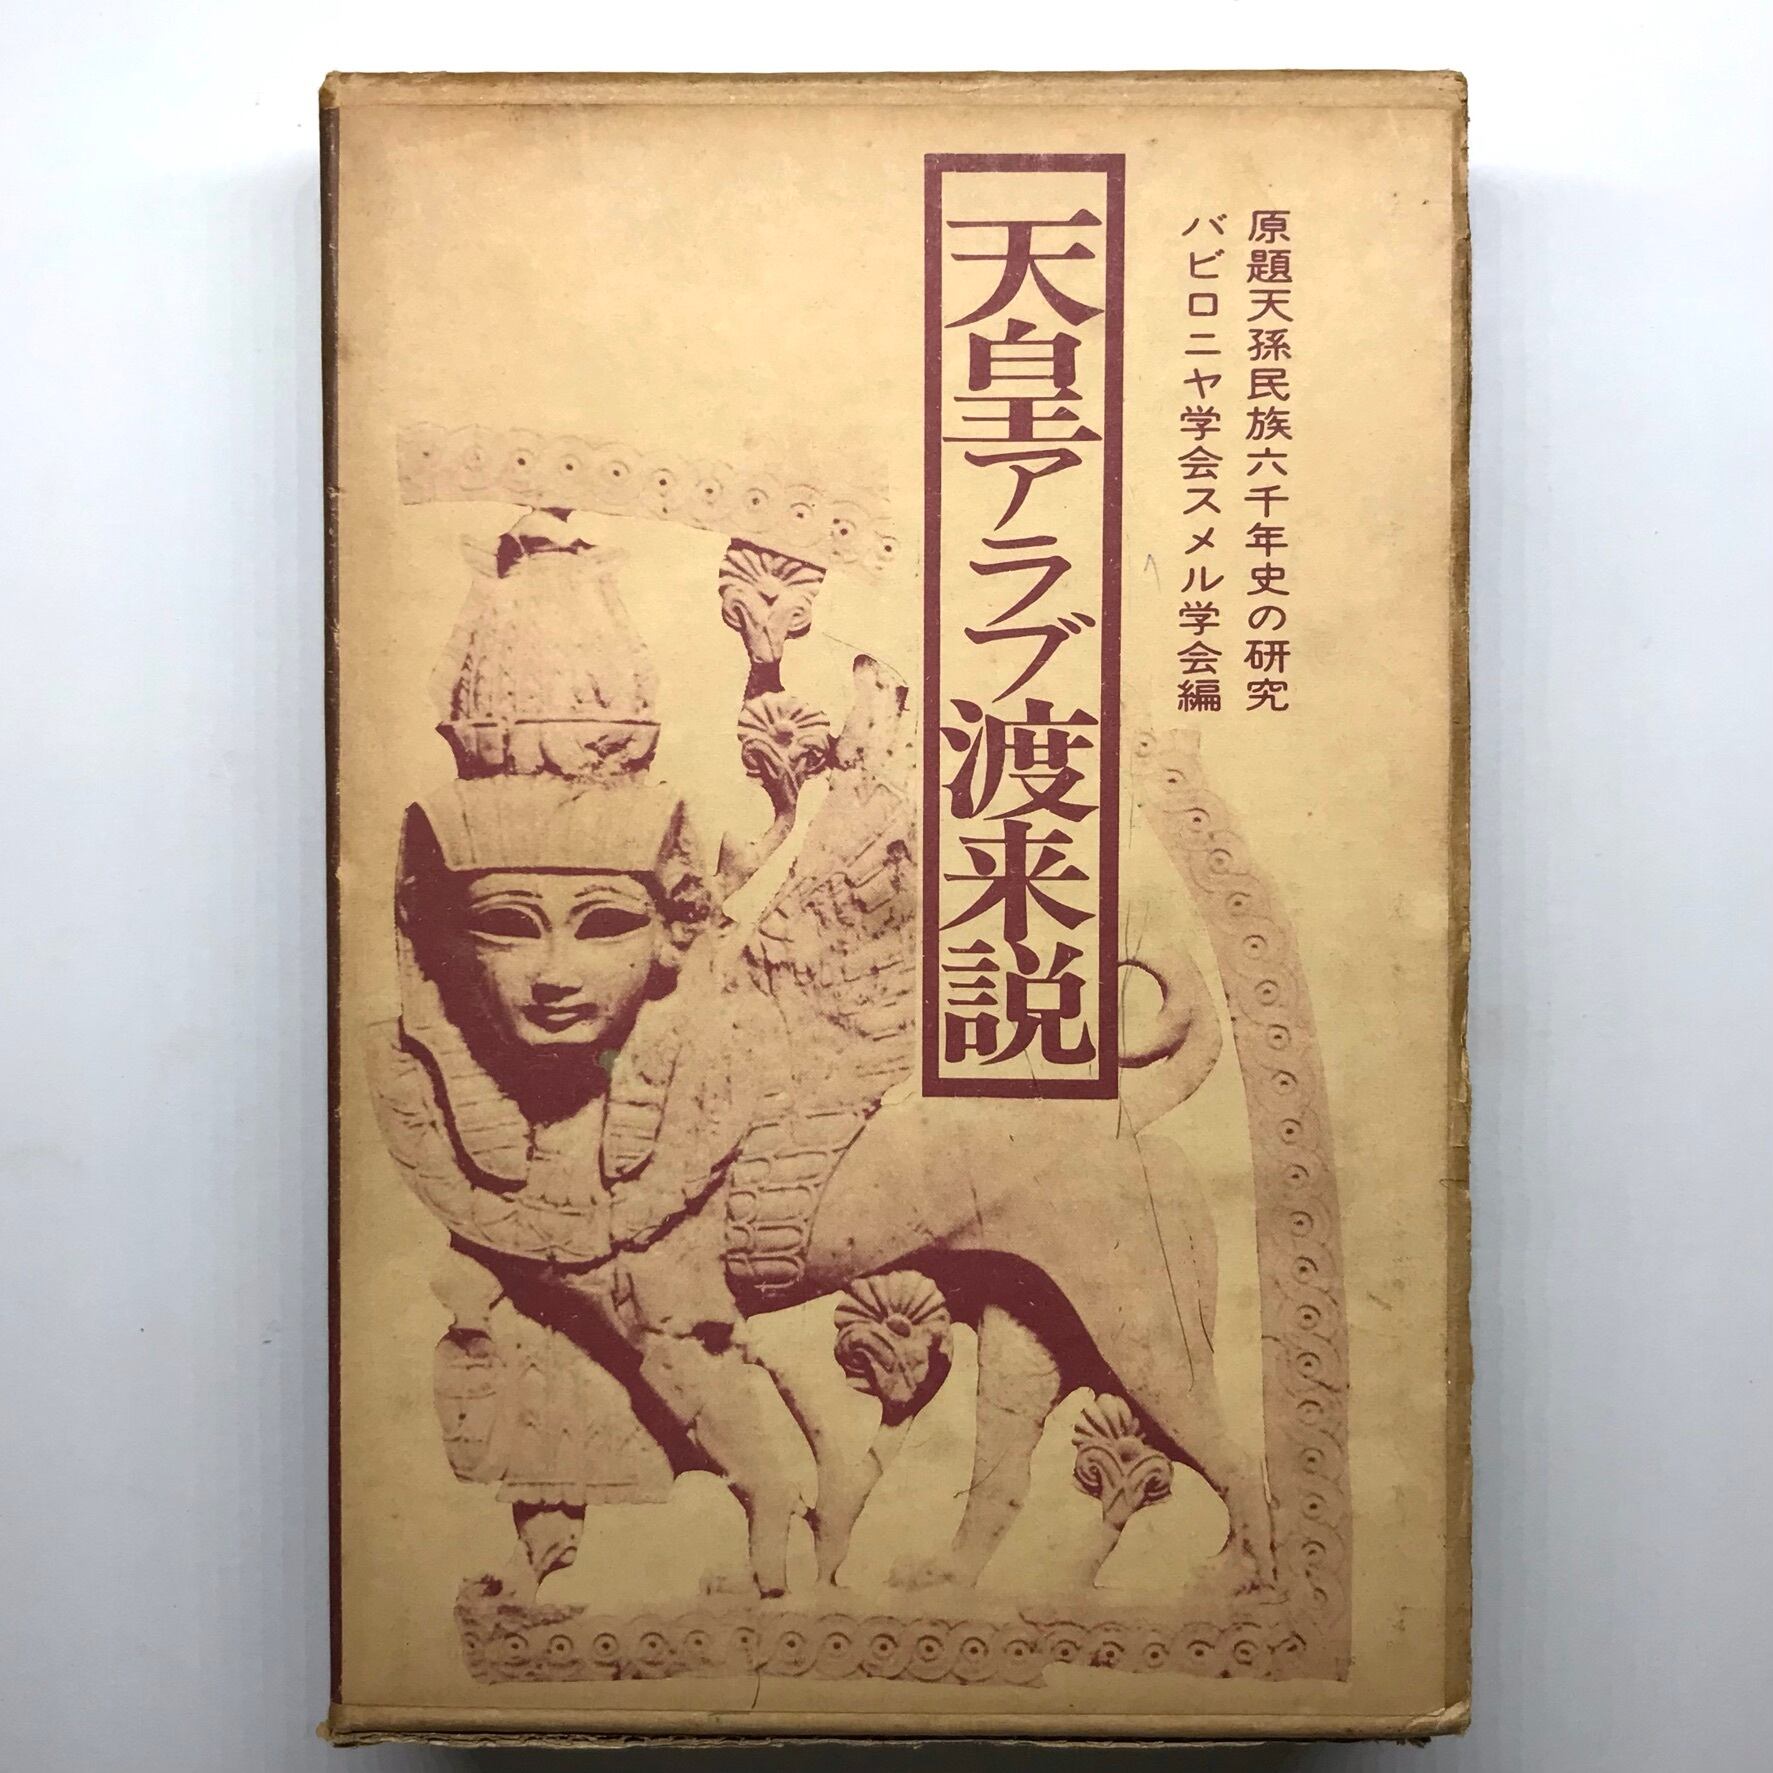 原題天孫民族六千年史の研究
バビロニヤ学会スメル学会編
天皇アラブ渡来説